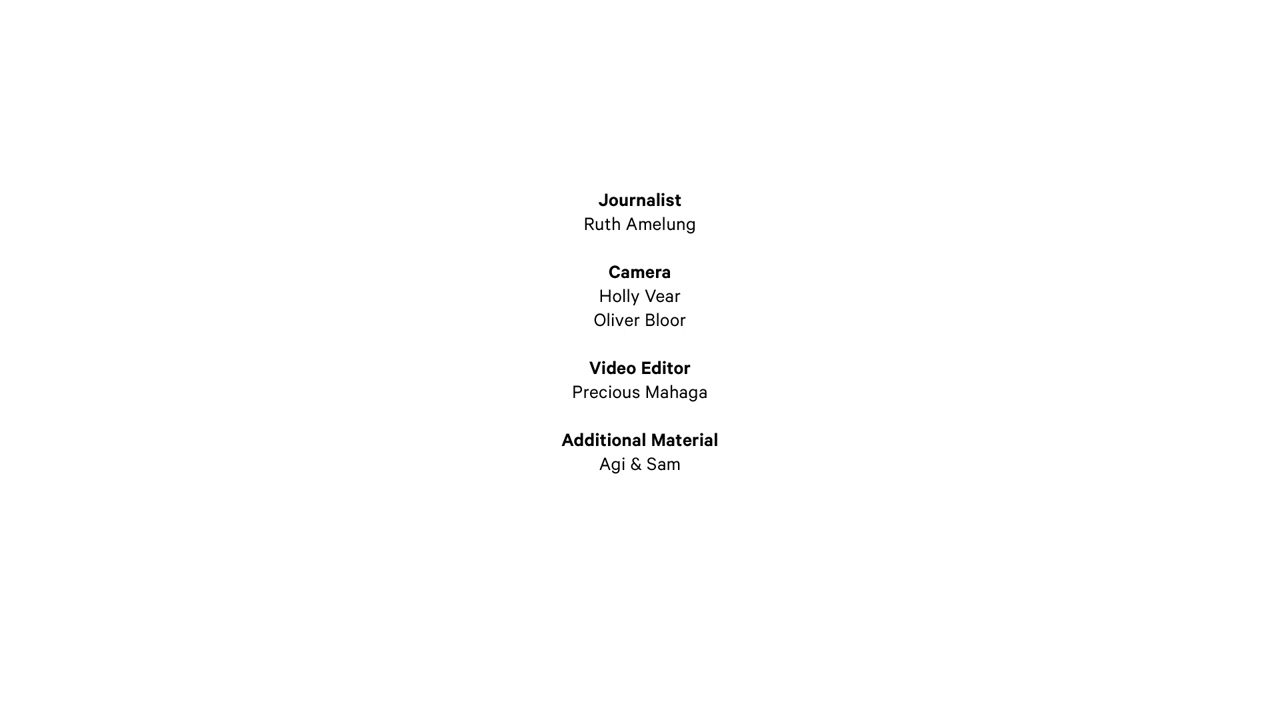 Journalist
Ruth Amelung
Camera
Holly Vear
Oliver Bloor
Video Editor
Precious Mahaga
Additional Material
Agi & Sam